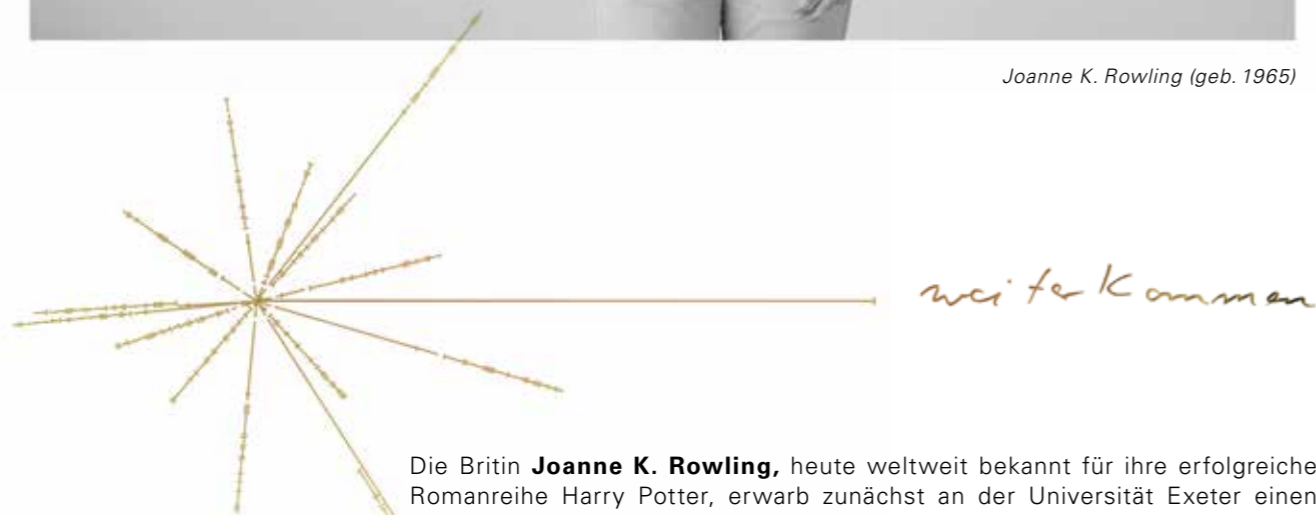 Joanne K. Rowling (geb. 1965)
weiterkommen
Die Britin Joanne K. Rowling, heute weltweit bekannt für ihre erfolgreiche
Romanreihe Harry Potter, erwarb zunächst an der Universität Exeter einen